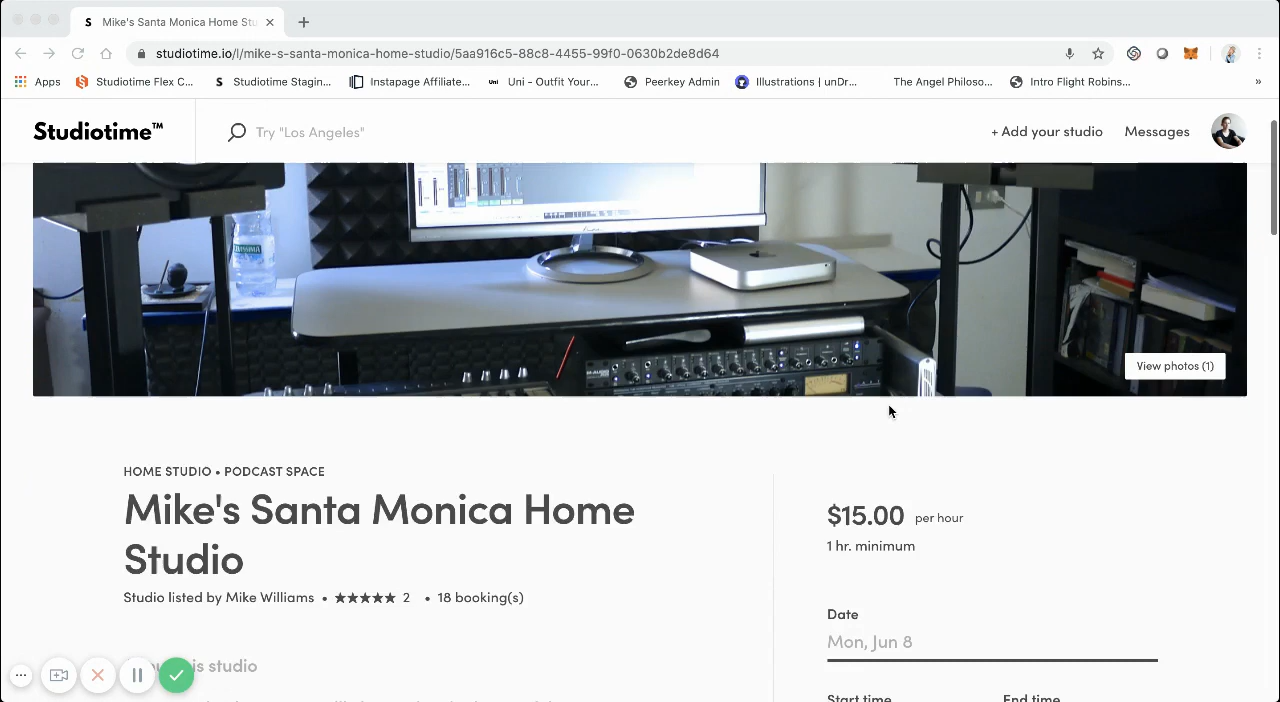 S Mike's Santa Monica Home Stu
studiotime.io/l/mike-s-santa-monica-home-studio/5aa916c5-88c8-4455-99f0-0630b2de8d64
Apps Studiotime Flex C... S Studiotime Staging... Instapage Affiliate... Uni Uni - Outfit Your... Peerkey Admin Illustrations | unDr... The Angel Philoso... Intro Flight Robins... »
Studiotime™ Try "Los Angeles" + Add your studio Messages
View photos (1)
HOME STUDIO • PODCAST SPACE
Mike's Santa Monica Home
Studio
Studio listed by Mike Williams • ★★★★★ 2 • 18 booking(s)
$15.00 per hour
1 hr. minimum
Date
Mon, Jun 8
Start time End time
is studio